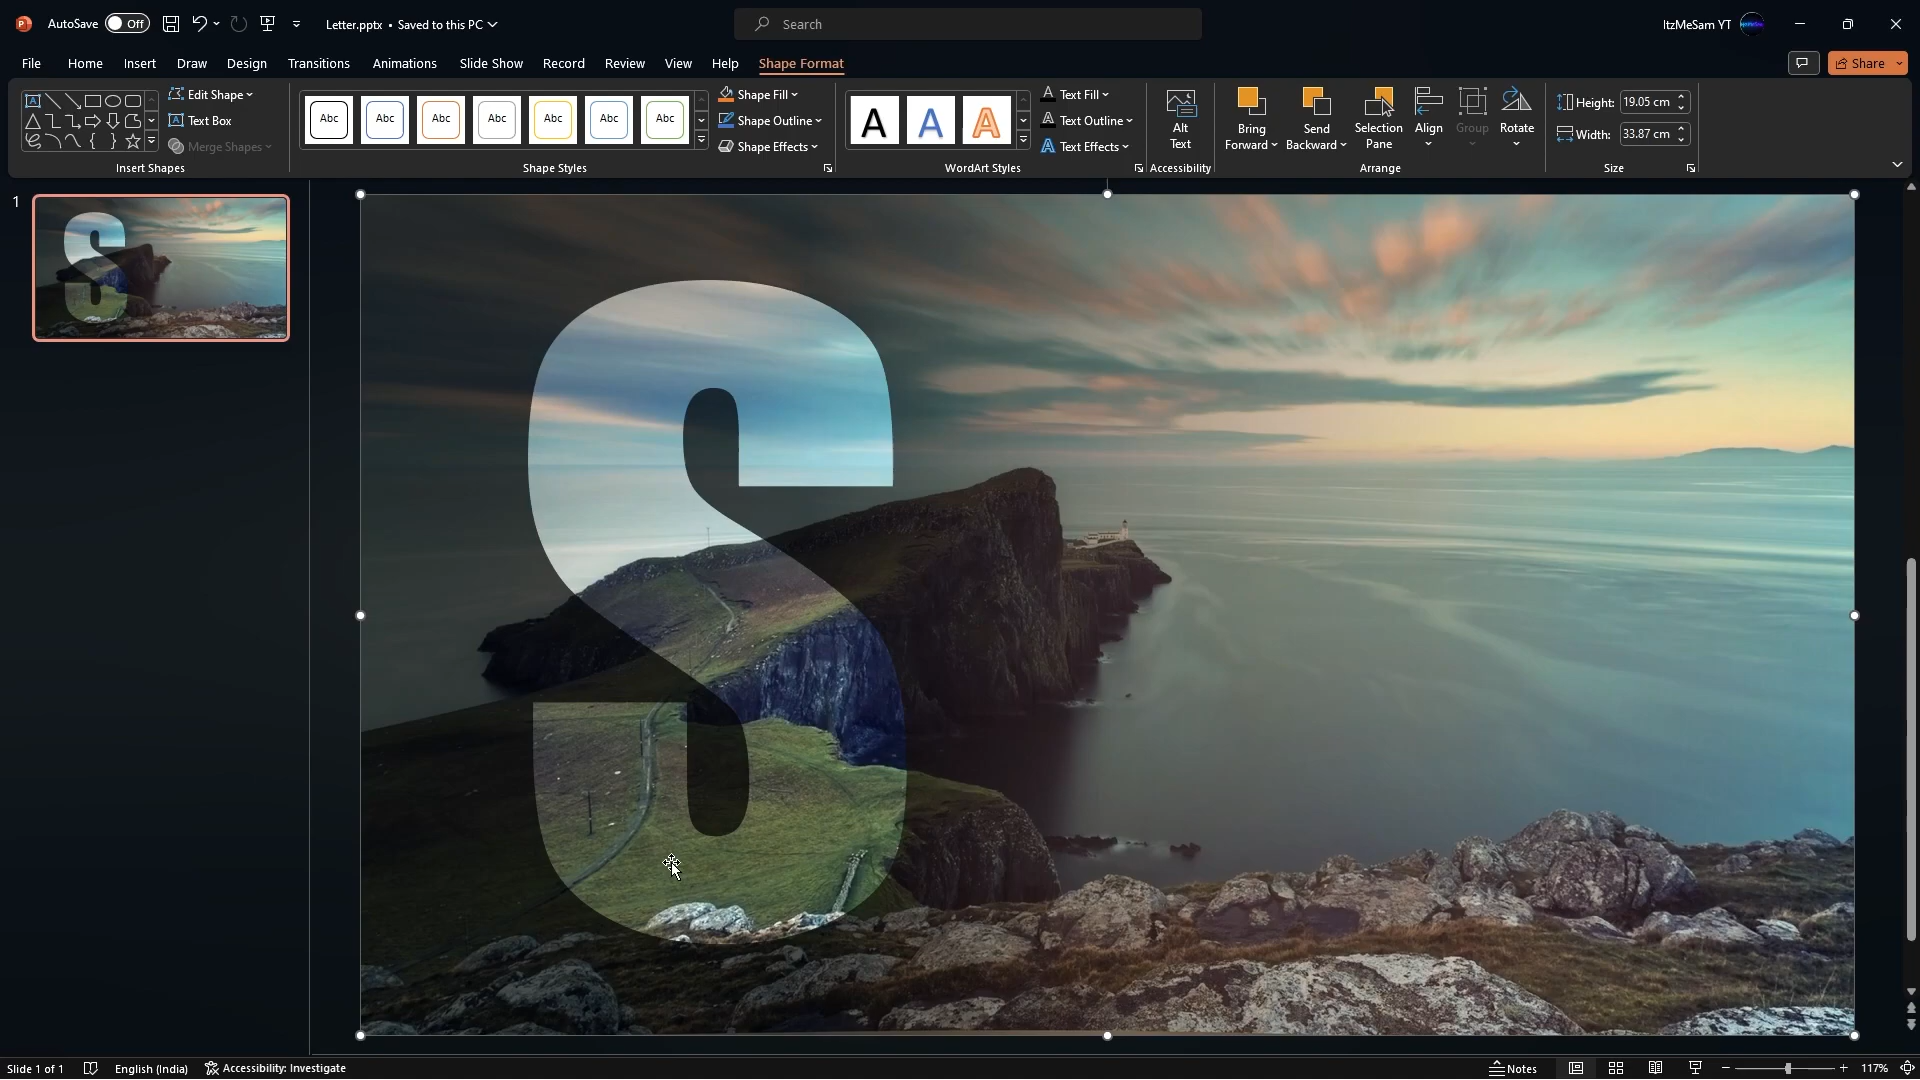 AutoSave Off Letter.pptx • Saved to this PC Search ItzMeSam YT
File Home Insert Draw Design Transitions Animations Slide Show Record Review View Help Shape Format Share
Edit Shape
Text Box
Merge Shapes
Insert Shapes
Abc Abc Abc Abc Abc Abc Abc
Shape Fill
Shape Outline
Shape Effects
Shape Styles
A A A
Text Fill
Text Outline
Text Effects
WordArt Styles
Alt
Text
Accessibility
Bring
Forward
Send
Backward
Selection
Pane
Align
Group
Rotate
Arrange
Height: 19.05 cm
Width: 33.87 cm
Size
1
S
S
Slide 1 of 1 English (India) Accessibility: Investigate Notes 117%